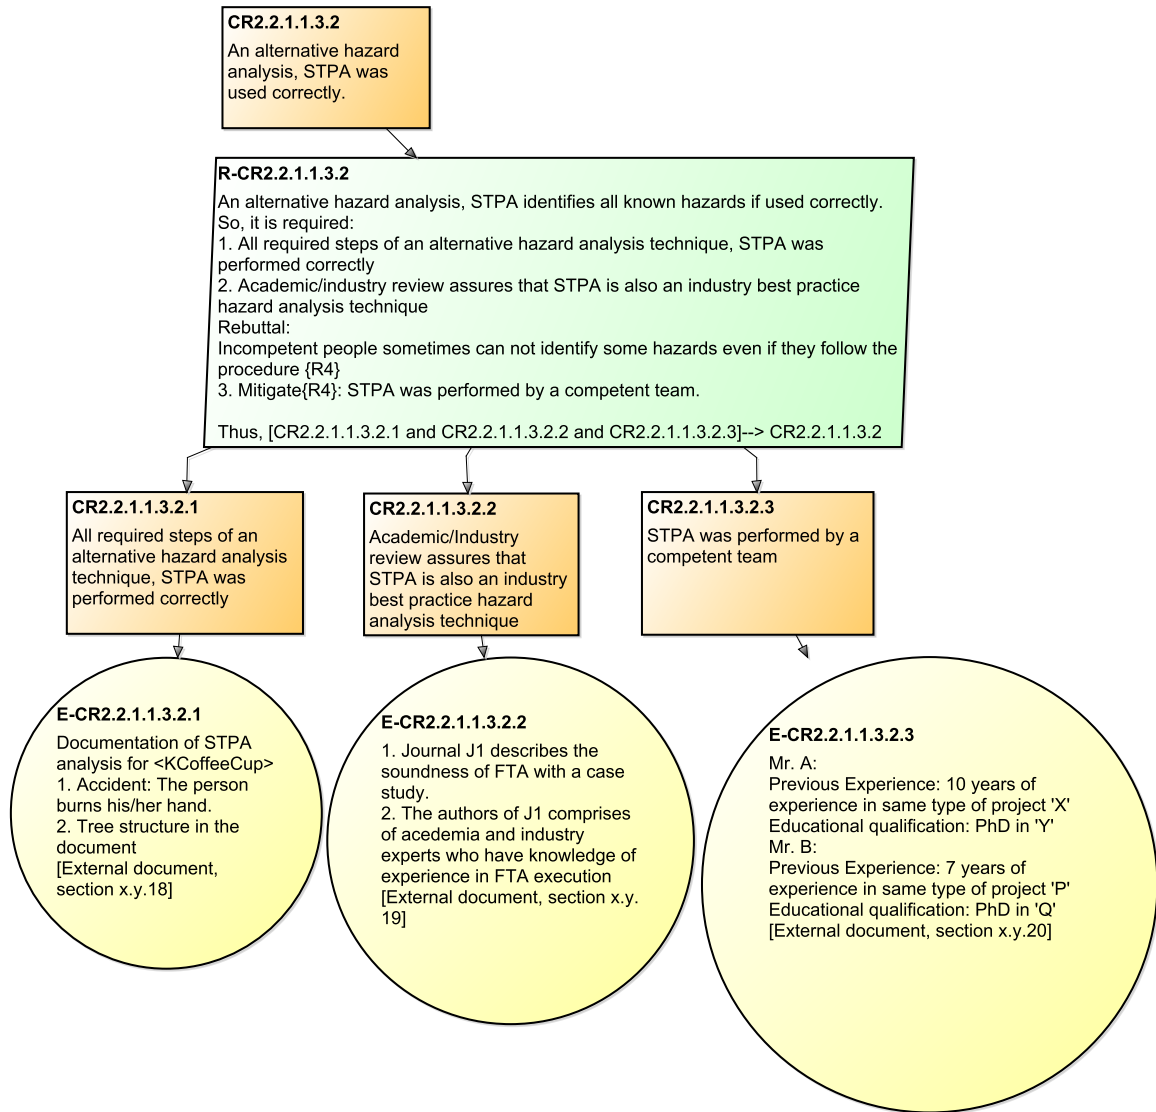 CR2.2.1.1.3.2
An alternative hazard
analysis, STPA was
used correctly.
R-CR2.2.1.1.3.2
An alternative hazard analysis, STPA identifies all known hazards if used correctly.
So, it is required:
1. All required steps of an alternative hazard analysis technique, STPA was
performed correctly
2. Academic/industry review assures that STPA is also an industry best practice
hazard analysis technique
Rebuttal:
Incompetent people sometimes can not identify some hazards even if they follow the
procedure {R4}
3. Mitigate{R4}: STPA was performed by a competent team.
Thus, [CR2.2.1.1.3.2.1 and CR2.2.1.1.3.2.2 and CR2.2.1.1.3.2.3]--> CR2.2.1.1.3.2
CR2.2.1.1.3.2.1
All required steps of an
alternative hazard analysis
technique, STPA was
performed correctly
CR2.2.1.1.3.2.2
Academic/Industry
review assures that
STPA is also an industry
best practice hazard
analysis technique
CR2.2.1.1.3.2.3
STPA was performed by a
competent team
E-CR2.2.1.1.3.2.1
Documentation of STPA
analysis for <KCoffeeCup>
1. Accident: The person
burns his/her hand.
2. Tree structure in the
document
[External document,
section x.y.18]
E-CR2.2.1.1.3.2.2
1. Journal J1 describes the
soundness of FTA with a case
study.
2. The authors of J1 comprises
of acedemia and industry
experts who have knowledge of
experience in FTA execution
[External document, section x.y.
19]
E-CR2.2.1.1.3.2.3
Mr. A:
Previous Experience: 10 years of
experience in same type of project 'X'
Educational qualification: PhD in 'Y'
Mr. B:
Previous Experience: 7 years of
experience in same type of project 'P'
Educational qualification: PhD in 'Q'
[External document, section x.y.20]